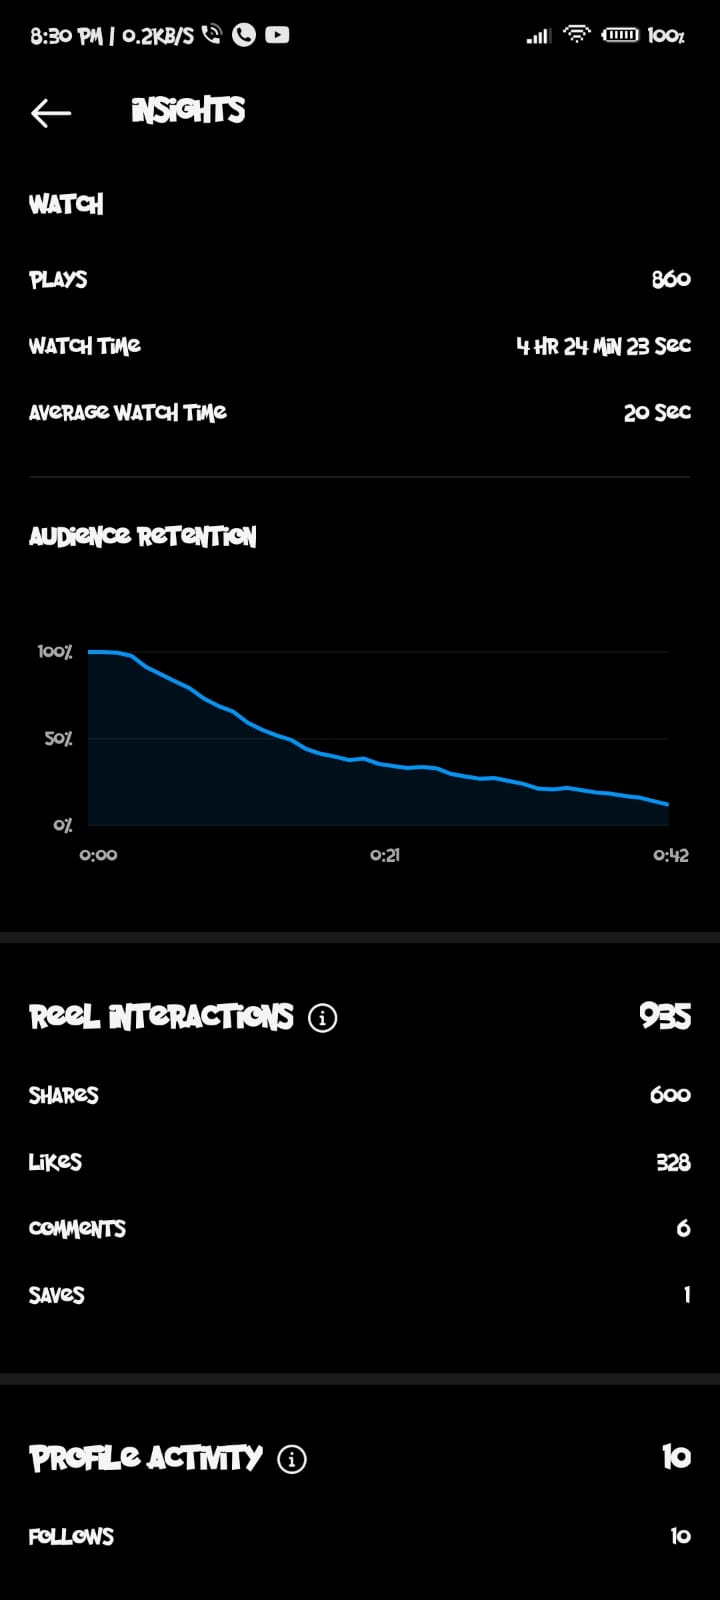 8:30 PM | 0.2KB/S 100%
INSIGHTS
WATCH
PLAYS 860
WATCH TIME 4 HR 24 MIN 23 SEC
AVERAGE WATCH TIME 20 SEC
AUDIENCE RETENTION
100%
50%
0%
0:00 0:21 0:42
REEL INTERACTIONS 935
SHARES 600
LIKES 328
COMMENTS 6
SAVES 1
PROFILE ACTIVITY 10
FOLLOWS 10